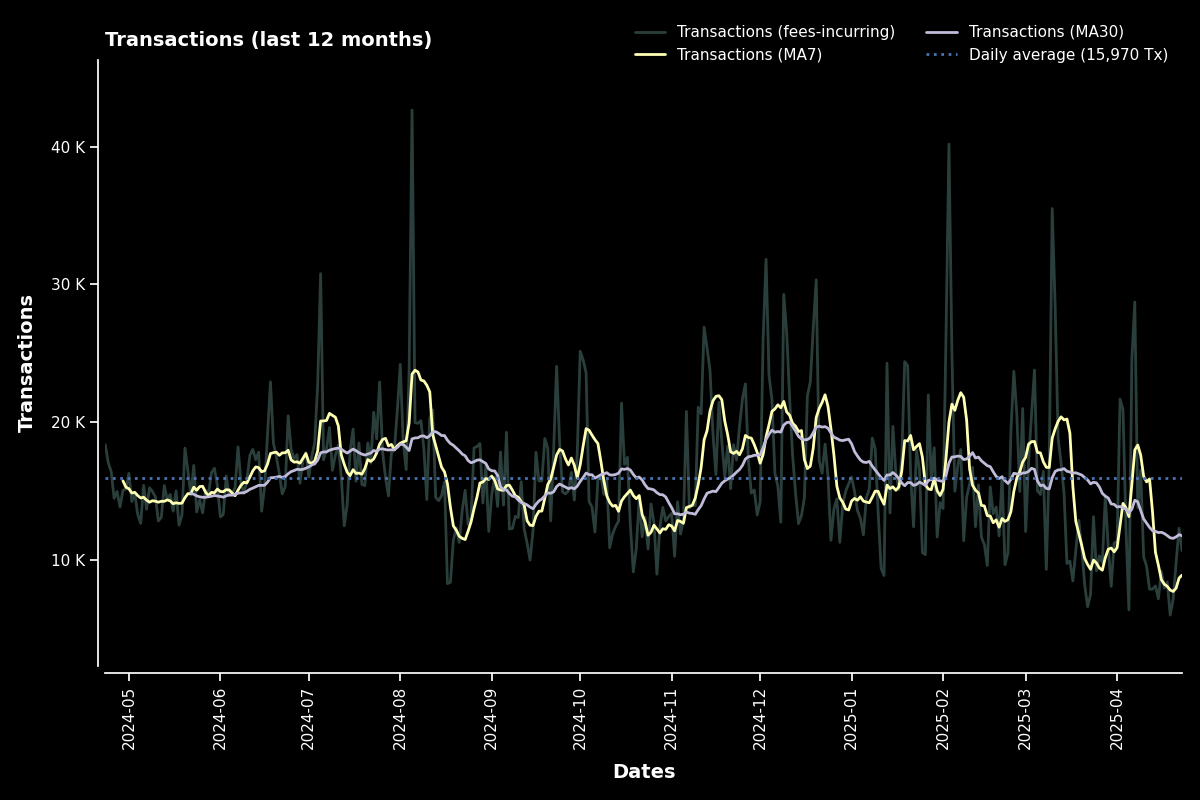 Transactions (last 12 months)
Transactions (fees-incurring)
Transactions (MA7)
Transactions (MA30)
Daily average (15,970 Tx)
Transactions
40 K
30 K
20 K
10 K
2024-05
2024-06
2024-07
2024-08
2024-09
2024-10
2024-11
2024-12
2025-01
2025-02
2025-03
2025-04
Dates